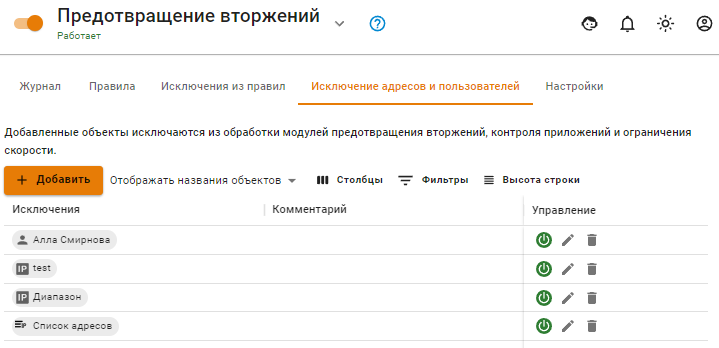 Предотвращение вторжений
Работает
Журнал Правила Исключения из правил Исключение адресов и пользователей Настройки
Добавленные объекты исключаются из обработки модулей предотвращения вторжений, контроля приложений и ограничения
скорости.
+ Добавить Отображать названия объектов Столбцы Фильтры Высота строки
Исключения Комментарий Управление
Алла Смирнова
IP test
IP Диапазон
Список адресов